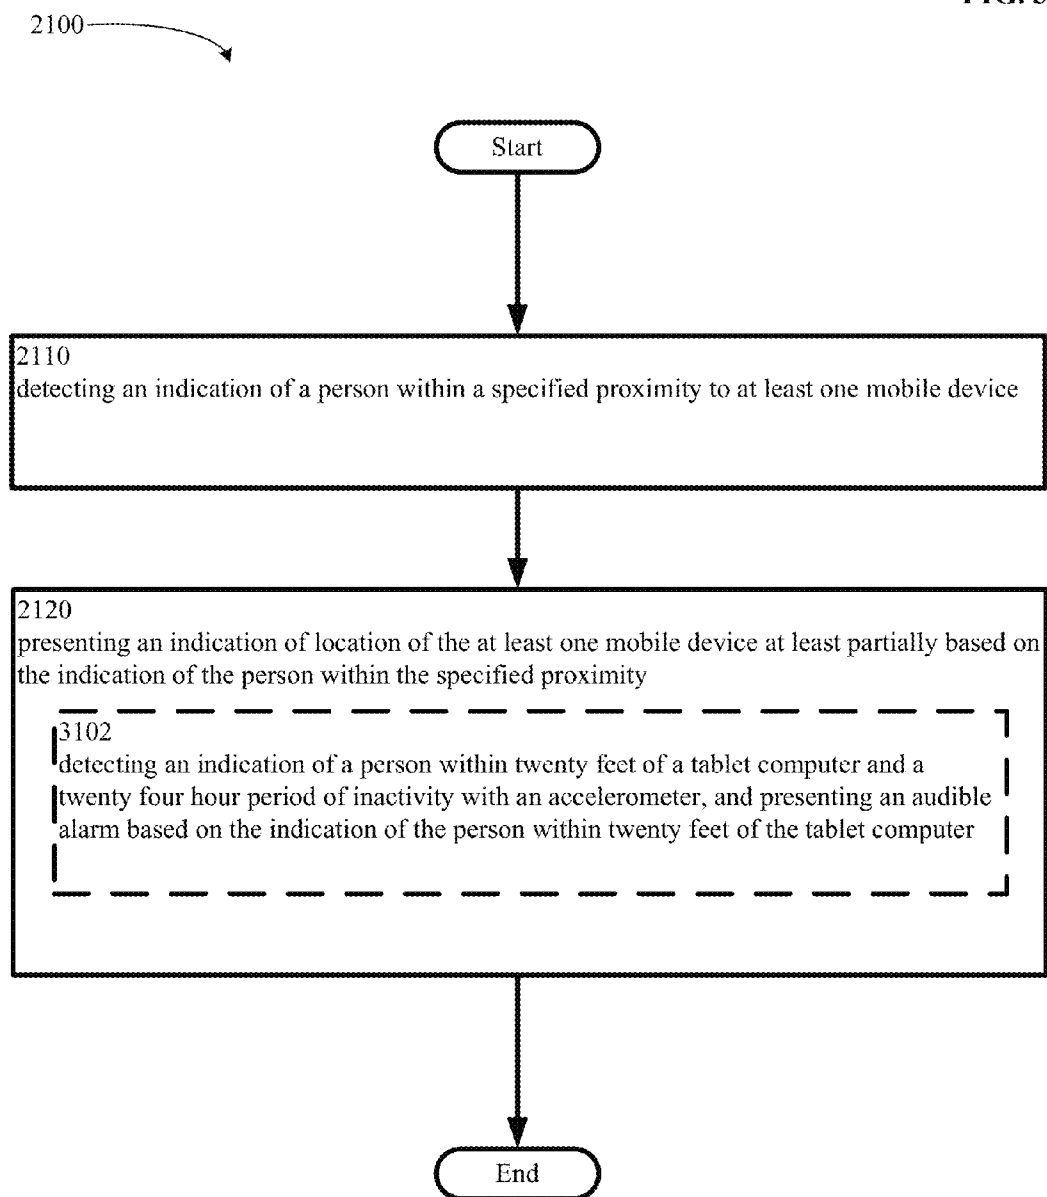 2100
Start
2110
detecting an indication of a person within a specified proximity to at least one mobile device
2120
presenting an indication of location of the at least one mobile device at least partially based on
the indication of the person within the specified proximity
3102
detecting an indication of a person within twenty feet of a tablet computer and a
twenty four hour period of inactivity with an accelerometer, and presenting an audible
alarm based on the indication of the person within twenty feet of the tablet computer
End